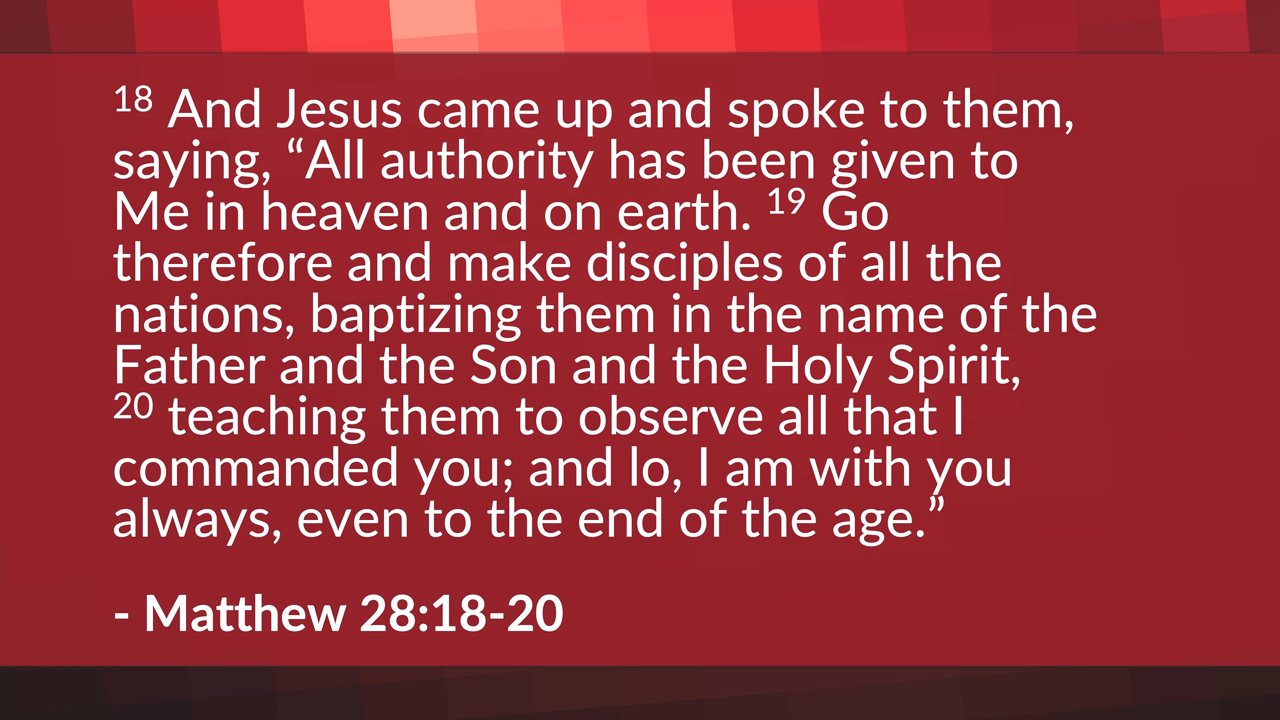 18 And Jesus came up and spoke to them,
saying, “All authority has been given to
Me in heaven and on earth. 19 Go
therefore and make disciples of all the
nations, baptizing them in the name of the
Father and the Son and the Holy Spirit,
20 teaching them to observe all that I
commanded you; and lo, I am with you
always, even to the end of the age.”
- Matthew 28:18-20